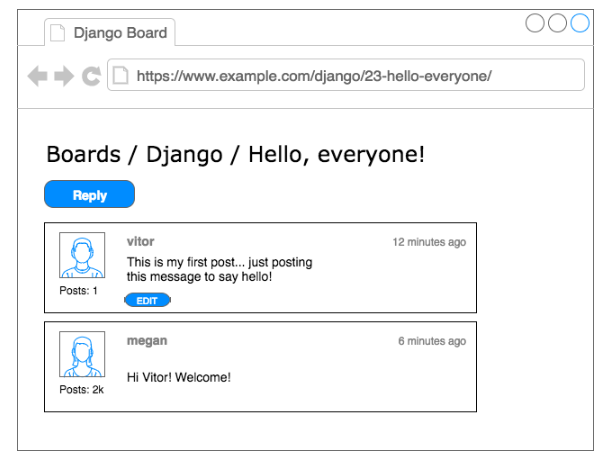 Django Board
https://www.example.com/django/23-hello-everyone/
Boards / Django / Hello, everyone!
Reply
vitor
12 minutes ago
This is my first post... just posting
this message to say hello!
Posts: 1
EDIT
megan
6 minutes ago
Hi Vitor! Welcome!
Posts: 2k